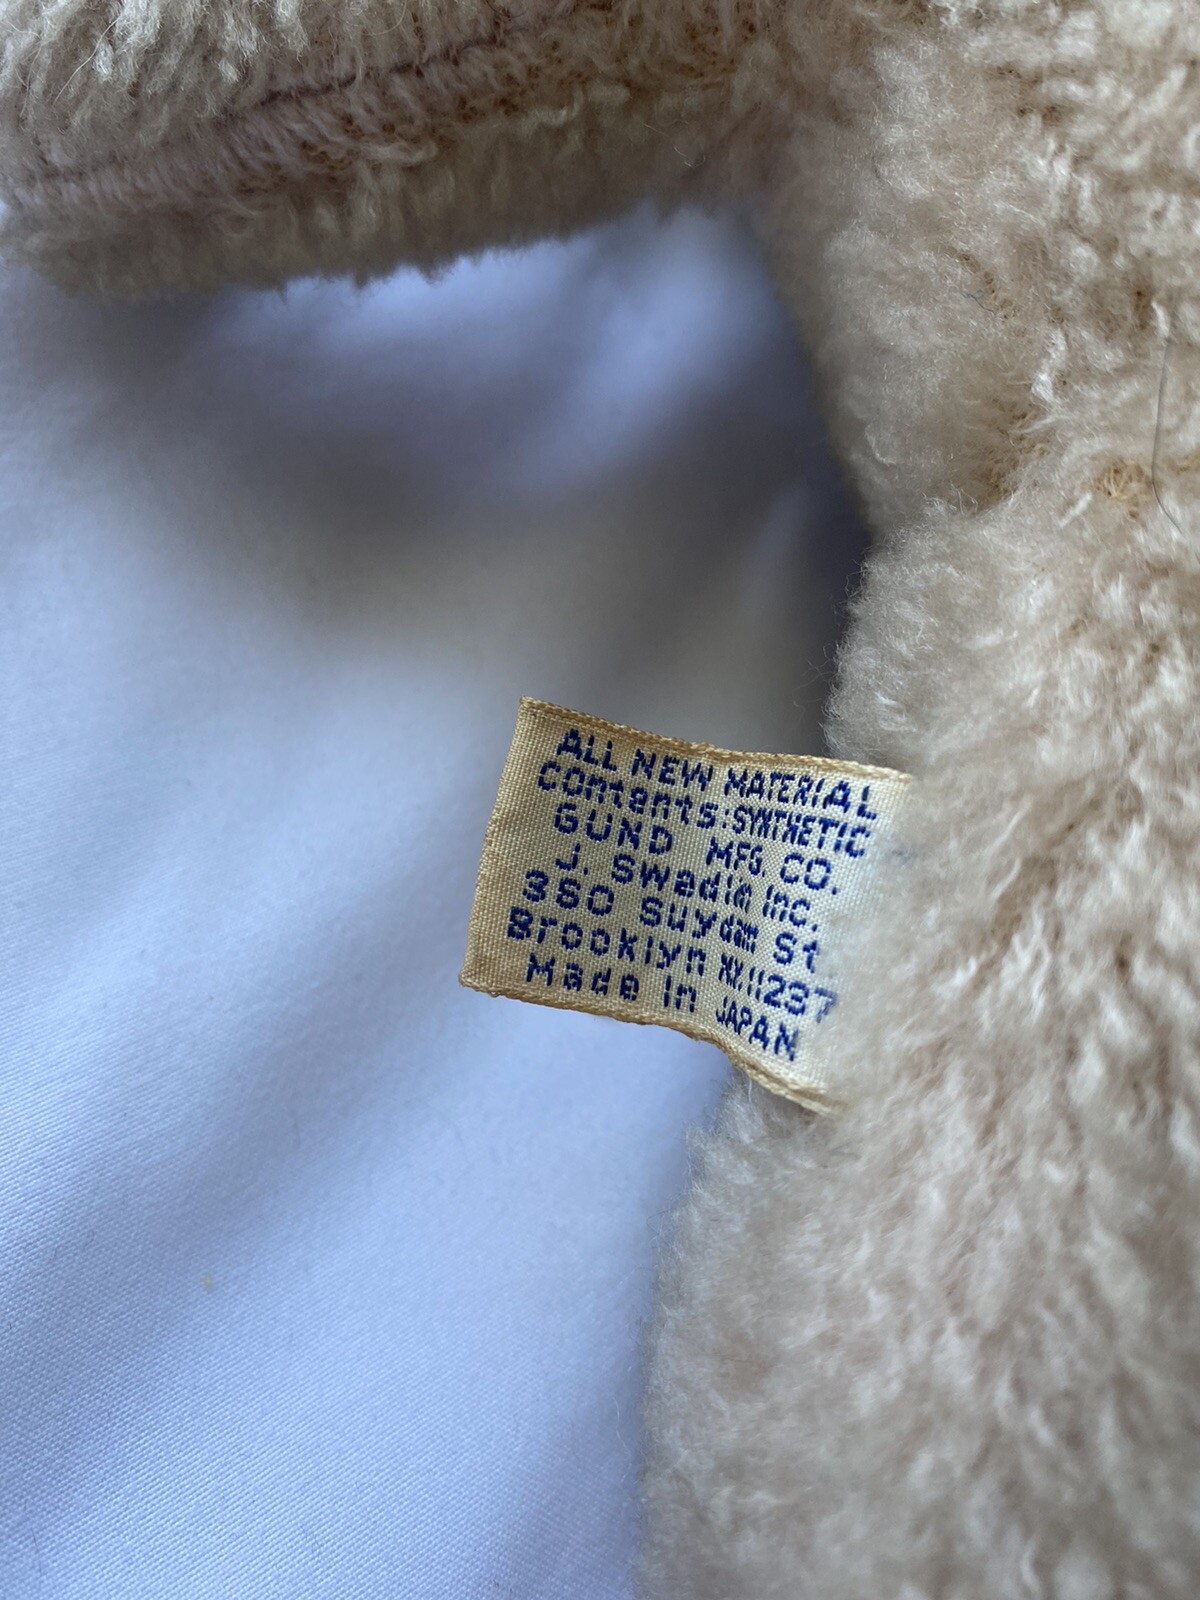 ALL NEW MATERIAL
Contents: SYNTHETIC
GUND MFG. CO.
J. Swedlin Inc.
360 Suydam St
Brooklyn 11237
Made in JAPAN